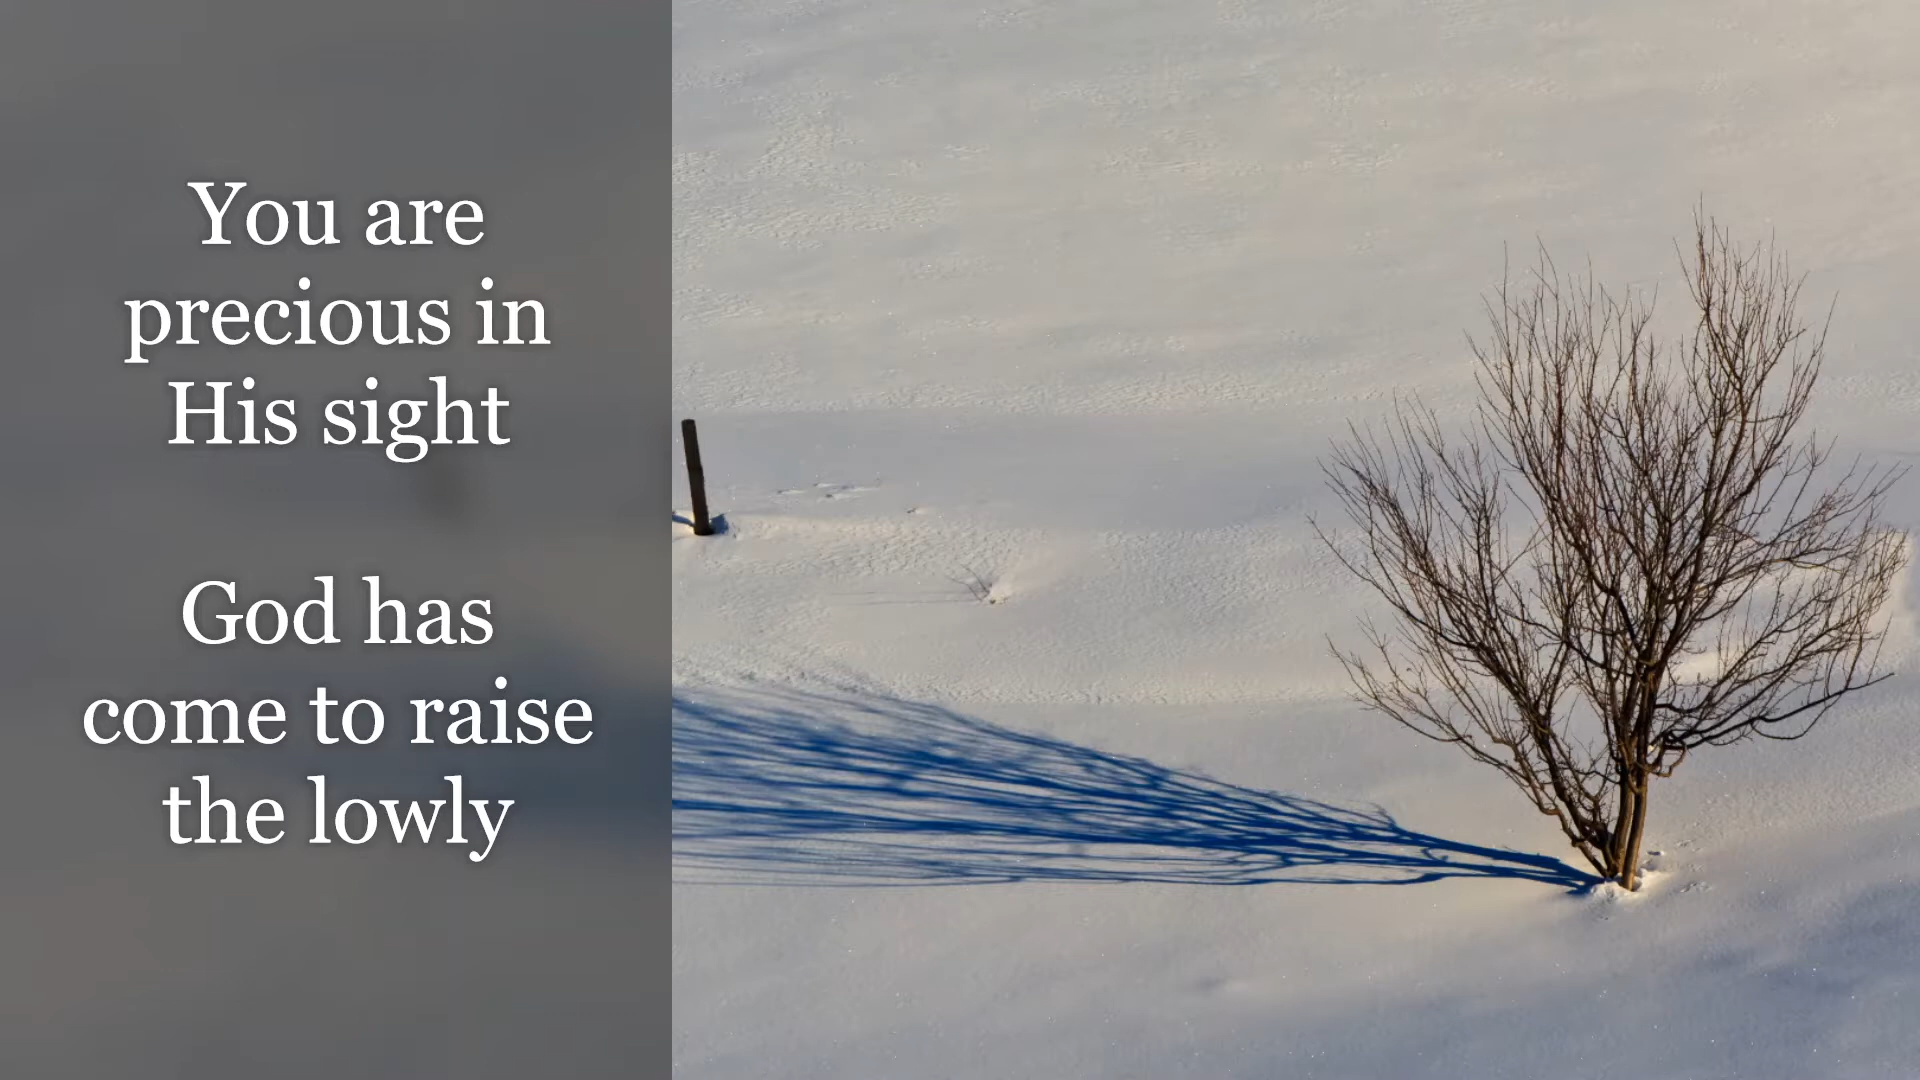 You are
precious in
His sight
God has
come to raise
the lowly